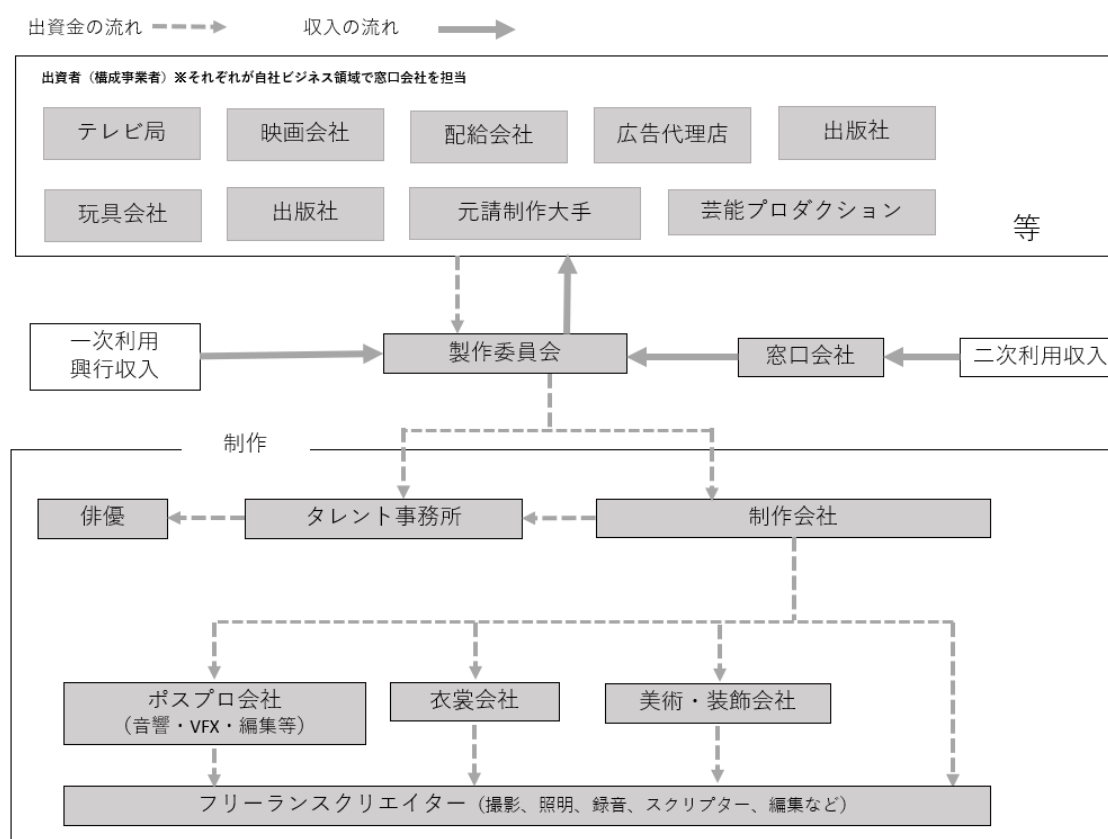 出資金の流れ
収入の流れ
出資者（構成事業者）※それぞれが自社ビジネス領域で窓口会社を担当
テレビ局
映画会社
配給会社
広告代理店
出版社
玩具会社
出版社
元請制作大手
芸能プロダクション
等
一次利用
興行収入
製作委員会
窓口会社
二次利用収入
制作
俳優
タレント事務所
制作会社
ポスプロ会社
（音響・VFX・編集等）
衣裳会社
美術・装飾会社
フリーランスクリエイター（撮影、照明、録音、スクリプター、編集など）